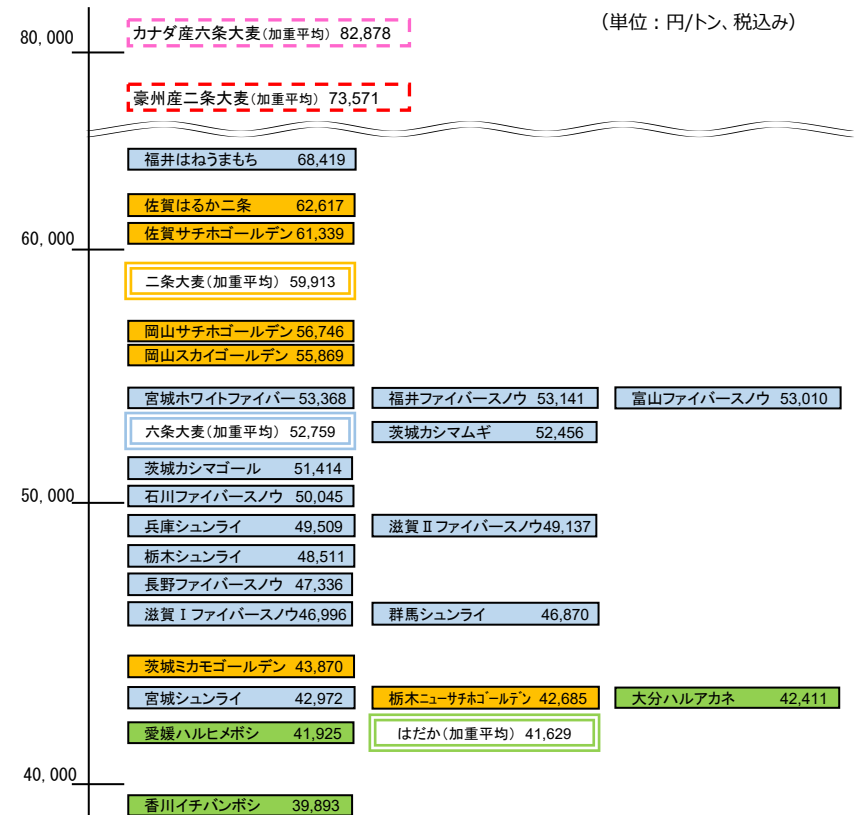 (単位：円/トン、税込み)
80,000
カナダ産六条大麦(加重平均) 82,878
豪州産二条大麦(加重平均) 73,571
福井はねうまもち 68,419
佐賀はるか二条 62,617
佐賀サチホゴールデン 61,339
60,000
二条大麦(加重平均) 59,913
岡山サチホゴールデン 56,746
岡山スカイゴールデン 55,869
宮城ホワイトファイバー 53,368 福井ファイバースノウ 53,141 富山ファイバースノウ 53,010
六条大麦(加重平均) 52,759 茨城カシマムギ 52,456
茨城カシマゴール 51,414
50,000
石川ファイバースノウ 50,045
兵庫シュンライ 49,509 滋賀Ⅱファイバースノウ49,137
栃木シュンライ 48,511
長野ファイバースノウ 47,336
滋賀Ⅰファイバースノウ46,996 群馬シュンライ 46,870
茨城ミカモゴールデン 43,870
宮城シュンライ 42,972 栃木ニューサチホゴールデン 42,685 大分ハルアカネ 42,411
愛媛ハルヒメボシ 41,925 はだか(加重平均) 41,629
40,000
香川イチバンボシ 39,893